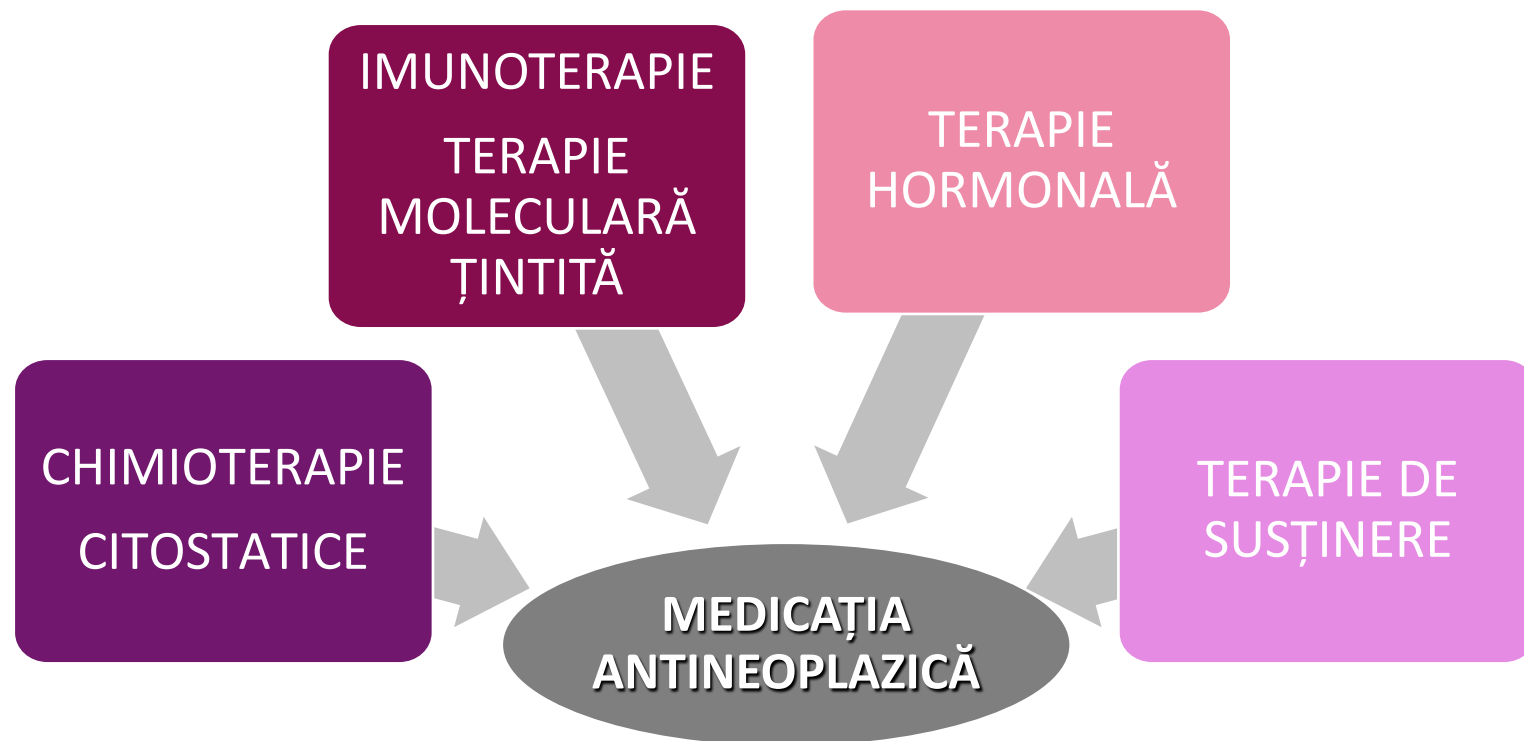 IMUNOTERAPIE
TERAPIE
MOLECULARĂ
ȚINTITĂ
TERAPIE
HORMONALĂ
CHIMIOTERAPIE
CITOSTATICE
TERAPIE DE
SUSȚINERE
MEDICAȚIA
ANTINEOPLAZICĂ